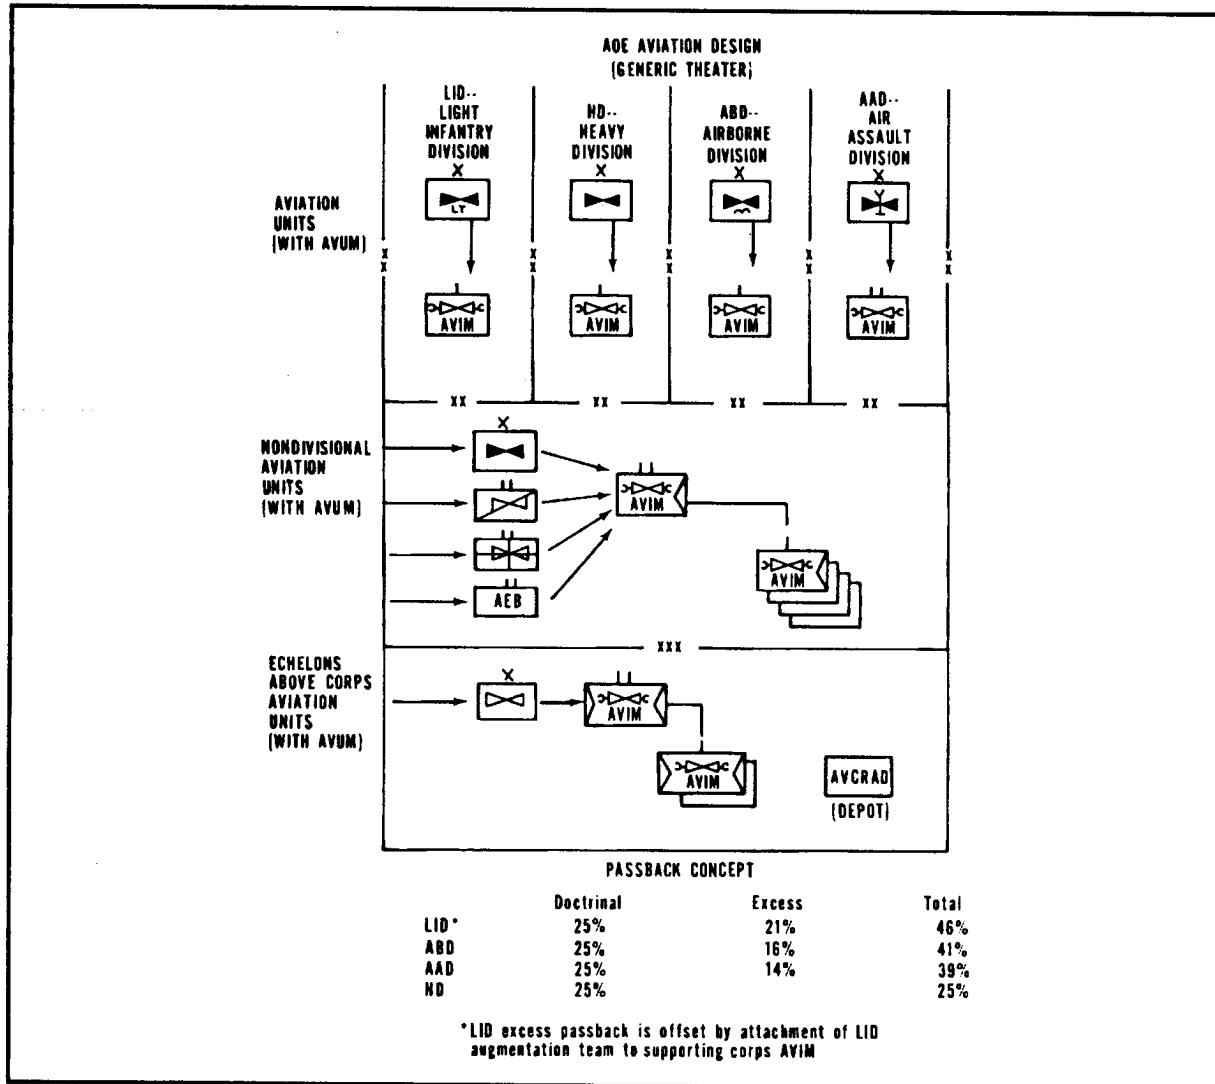 AOE AVIATION DESIGN
(GENERIC THEATER)
LID--
LIGHT
INFANTRY
DIVISION
HD--
HEAVY
DIVISION
ABD--
AIRBORNE
DIVISION
AAD--
AIR
ASSAULT
DIVISION
X
X
X
X
LT
AVIATION
UNITS
(WITH AVUM)
X X X X X
X X X X X
AVIM
AVIM
AVIM
AVIM
XX
XX
XX
XX
NONDIVISIONAL
AVIATION
UNITS
(WITH AVUM)
X
AVIM
AVIM
AEB
XXX
ECHELONS
ABOVE CORPS
AVIATION
UNITS
(WITH AVUM)
X
AVIM
AVIM
AVCRAD
(DEPOT)
PASSBACK CONCEPT
Doctrinal Excess Total
LID* 25% 21% 46%
ABD 25% 16% 41%
AAD 25% 14% 39%
HD 25% 25%
*LID excess passback is offset by attachment of LID
augmentation team to supporting corps AVIM